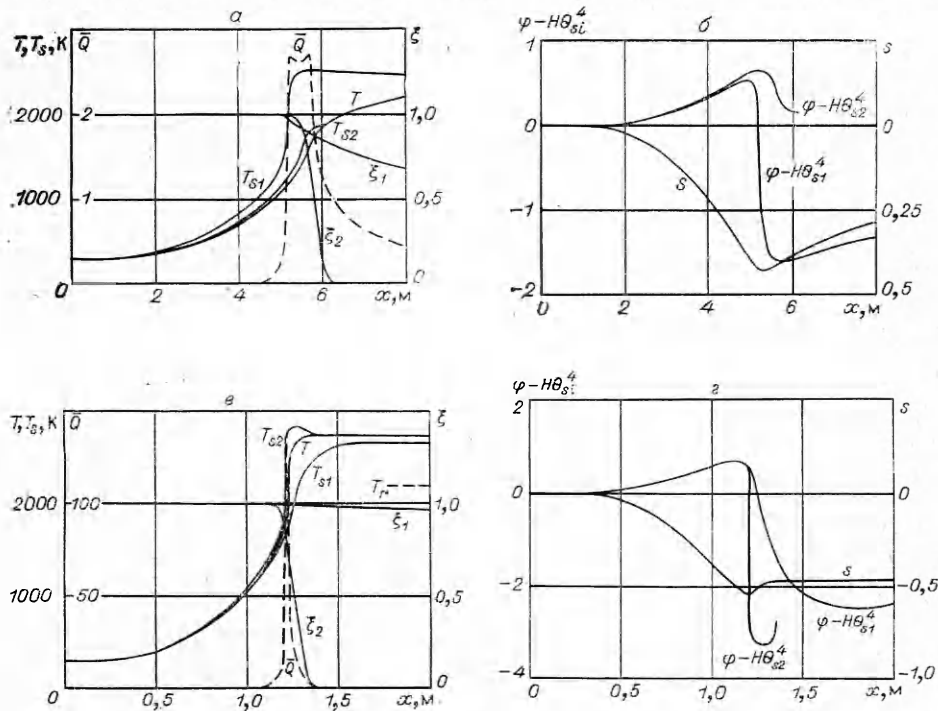 а
T, T_s, К Q̄ ξ
Q̄
T
2000 2 1,0
T_s2
T_s1
ξ_1
1000 1 0,5
ξ_2
0 2 4 6 x, м 0
φ−Hθ_si^4 б s
1
φ−Hθ_s2^4
0 0
φ−Hθ_s1^4
s
−1 0,25
−2 0,5
0 2 4 6 x, м
в
T, T_s, К Q̄ ξ
T_s2 T
T_s1
T_r*
2000 100 1,0
ξ_1
1000 50 0,5
ξ_2
Q̄
0 0,5 1,0 1,5 x, м 0
φ−Hθ_si^4 г s
2
0 0
s
−2 −0,5
φ−Hθ_s1^4
φ−Hθ_s2^4
−4 −1,0
0 0,5 1,0 1,5 x, м